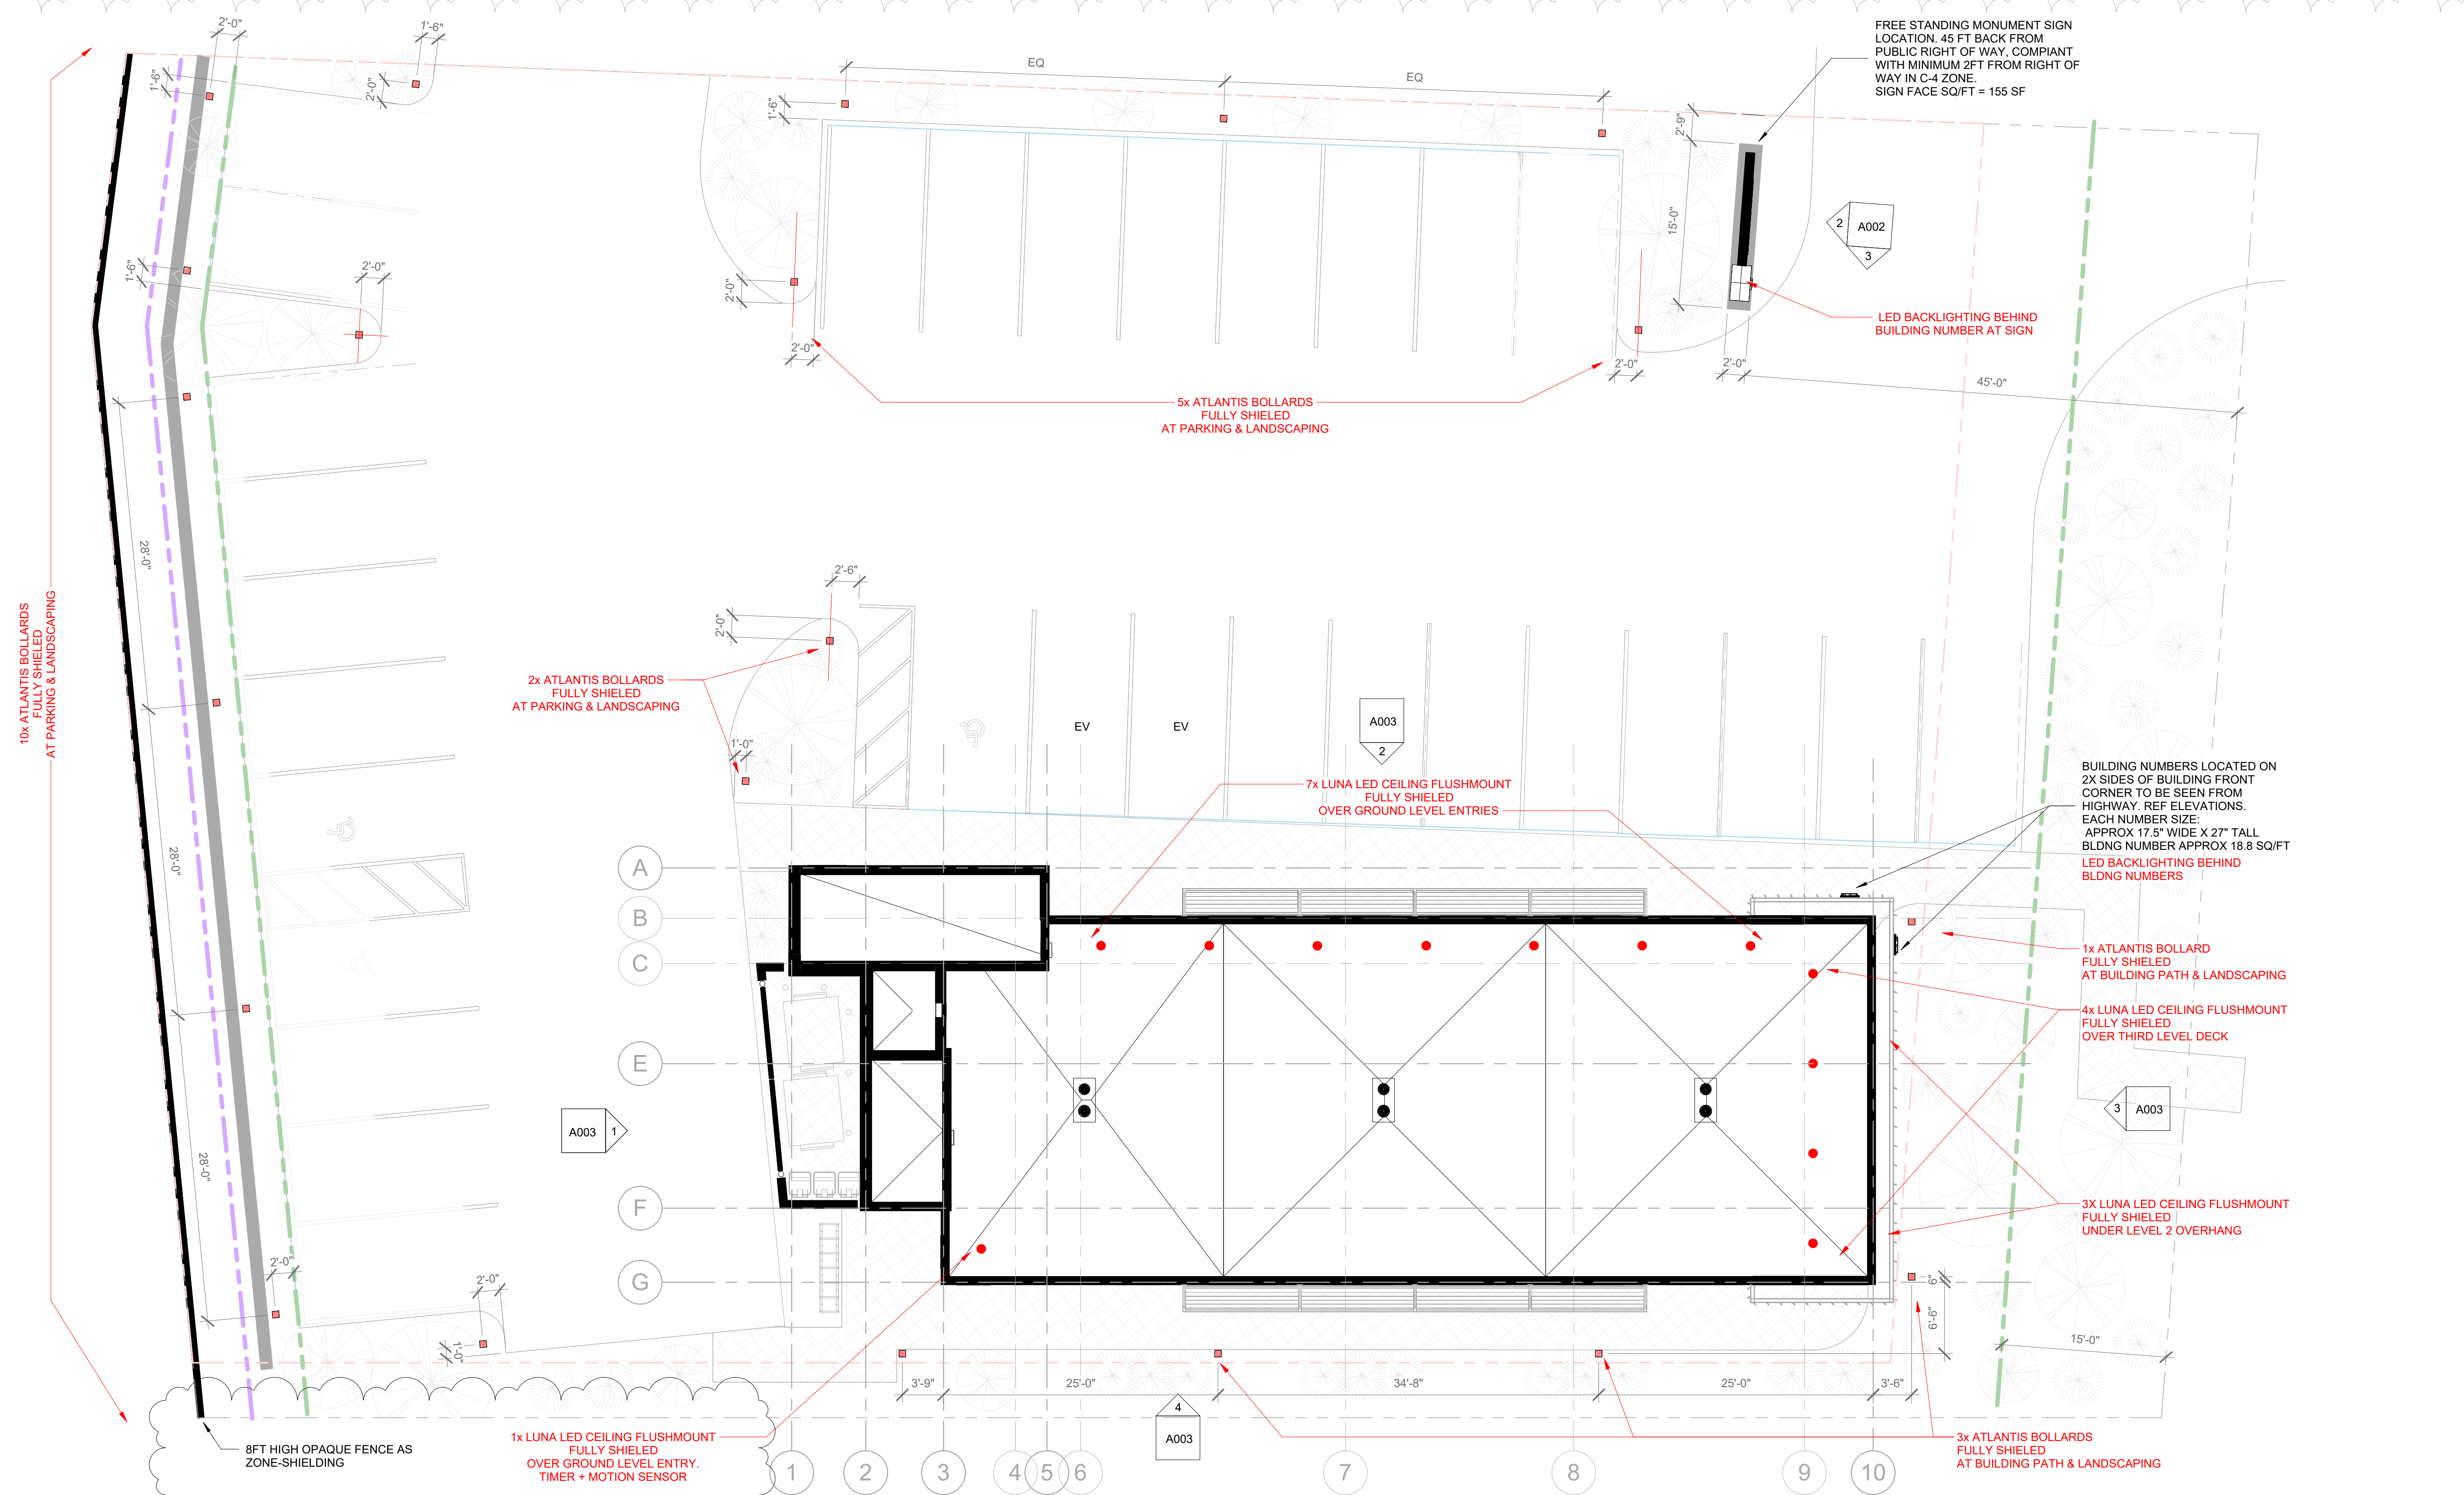 2'-0"
1'-6"
1'-6"
2'-0"
EQ
EQ
1'-6"
2'-9"
FREE STANDING MONUMENT SIGN
LOCATION. 45 FT BACK FROM
PUBLIC RIGHT OF WAY, COMPIANT
WITH MINIMUM 2FT FROM RIGHT OF
WAY IN C-4 ZONE.
SIGN FACE SQ/FT = 155 SF
15'-0"
2
A002
3
1'-6"
2'-0"
2'-0"
2'-0"
2'-0"
2'-0"
LED BACKLIGHTING BEHIND
BUILDING NUMBER AT SIGN
45'-0"
5x ATLANTIS BOLLARDS
FULLY SHIELED
AT PARKING & LANDSCAPING
28'-0"
10x ATLANTIS BOLLARDS
FULLY SHIELED
AT PARKING & LANDSCAPING
2'-6"
2'-0"
2x ATLANTIS BOLLARDS
FULLY SHIELED
AT PARKING & LANDSCAPING
1'-0"
EV
EV
A003
2
7x LUNA LED CEILING FLUSHMOUNT
FULLY SHIELED
OVER GROUND LEVEL ENTRIES
BUILDING NUMBERS LOCATED ON
2X SIDES OF BUILDING FRONT
CORNER TO BE SEEN FROM
HIGHWAY. REF ELEVATIONS.
EACH NUMBER SIZE:
APPROX 17.5" WIDE X 27" TALL
BLDNG NUMBER APPROX 18.8 SQ/FT
LED BACKLIGHTING BEHIND
BLDNG NUMBERS
28'-0"
A
B
C
E
F
G
1x ATLANTIS BOLLARD
FULLY SHIELED
AT BUILDING PATH & LANDSCAPING
4x LUNA LED CEILING FLUSHMOUNT
FULLY SHIELED
OVER THIRD LEVEL DECK
A003
1
3
A003
28'-0"
3X LUNA LED CEILING FLUSHMOUNT
FULLY SHIELED
UNDER LEVEL 2 OVERHANG
2'-0"
2'-0"
1'-0"
6"
6'-6"
15'-0"
3'-9"
25'-0"
34'-8"
25'-0"
3'-6"
4
A003
8FT HIGH OPAQUE FENCE AS
ZONE-SHIELDING
1x LUNA LED CEILING FLUSHMOUNT
FULLY SHIELED
OVER GROUND LEVEL ENTRY.
TIMER + MOTION SENSOR
3x ATLANTIS BOLLARDS
FULLY SHIELED
AT BUILDING PATH & LANDSCAPING
1
2
3
4
5
6
7
8
9
10